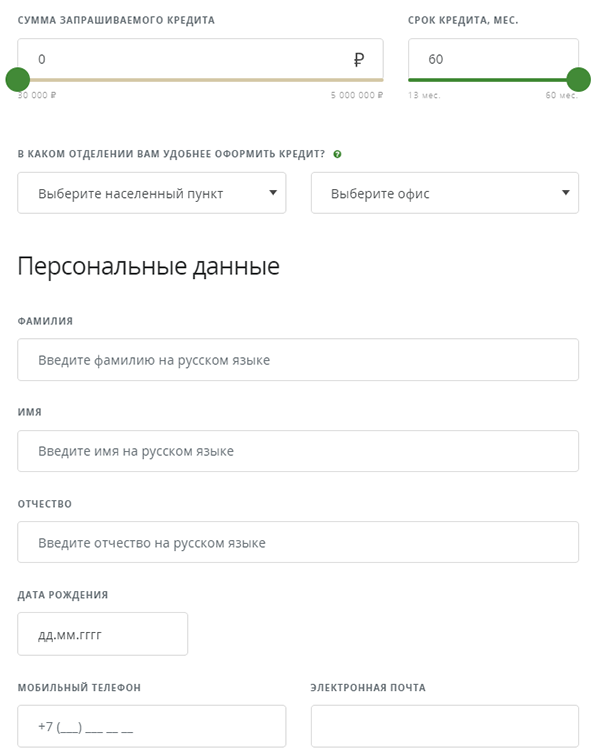 СУММА ЗАПРАШИВАЕМОГО КРЕДИТА
СРОК КРЕДИТА, МЕС.
0 ₽
60
30 000 ₽
5 000 000 ₽
13 мес.
60 мес.
В КАКОМ ОТДЕЛЕНИИ ВАМ УДОБНЕЕ ОФОРМИТЬ КРЕДИТ? ?
Выберите населенный пункт
Выберите офис
Персональные данные
ФАМИЛИЯ
Введите фамилию на русском языке
ИМЯ
Введите имя на русском языке
ОТЧЕСТВО
Введите отчество на русском языке
ДАТА РОЖДЕНИЯ
дд.мм.гггг
МОБИЛЬНЫЙ ТЕЛЕФОН
ЭЛЕКТРОННАЯ ПОЧТА
+7 (___) ___ __ __